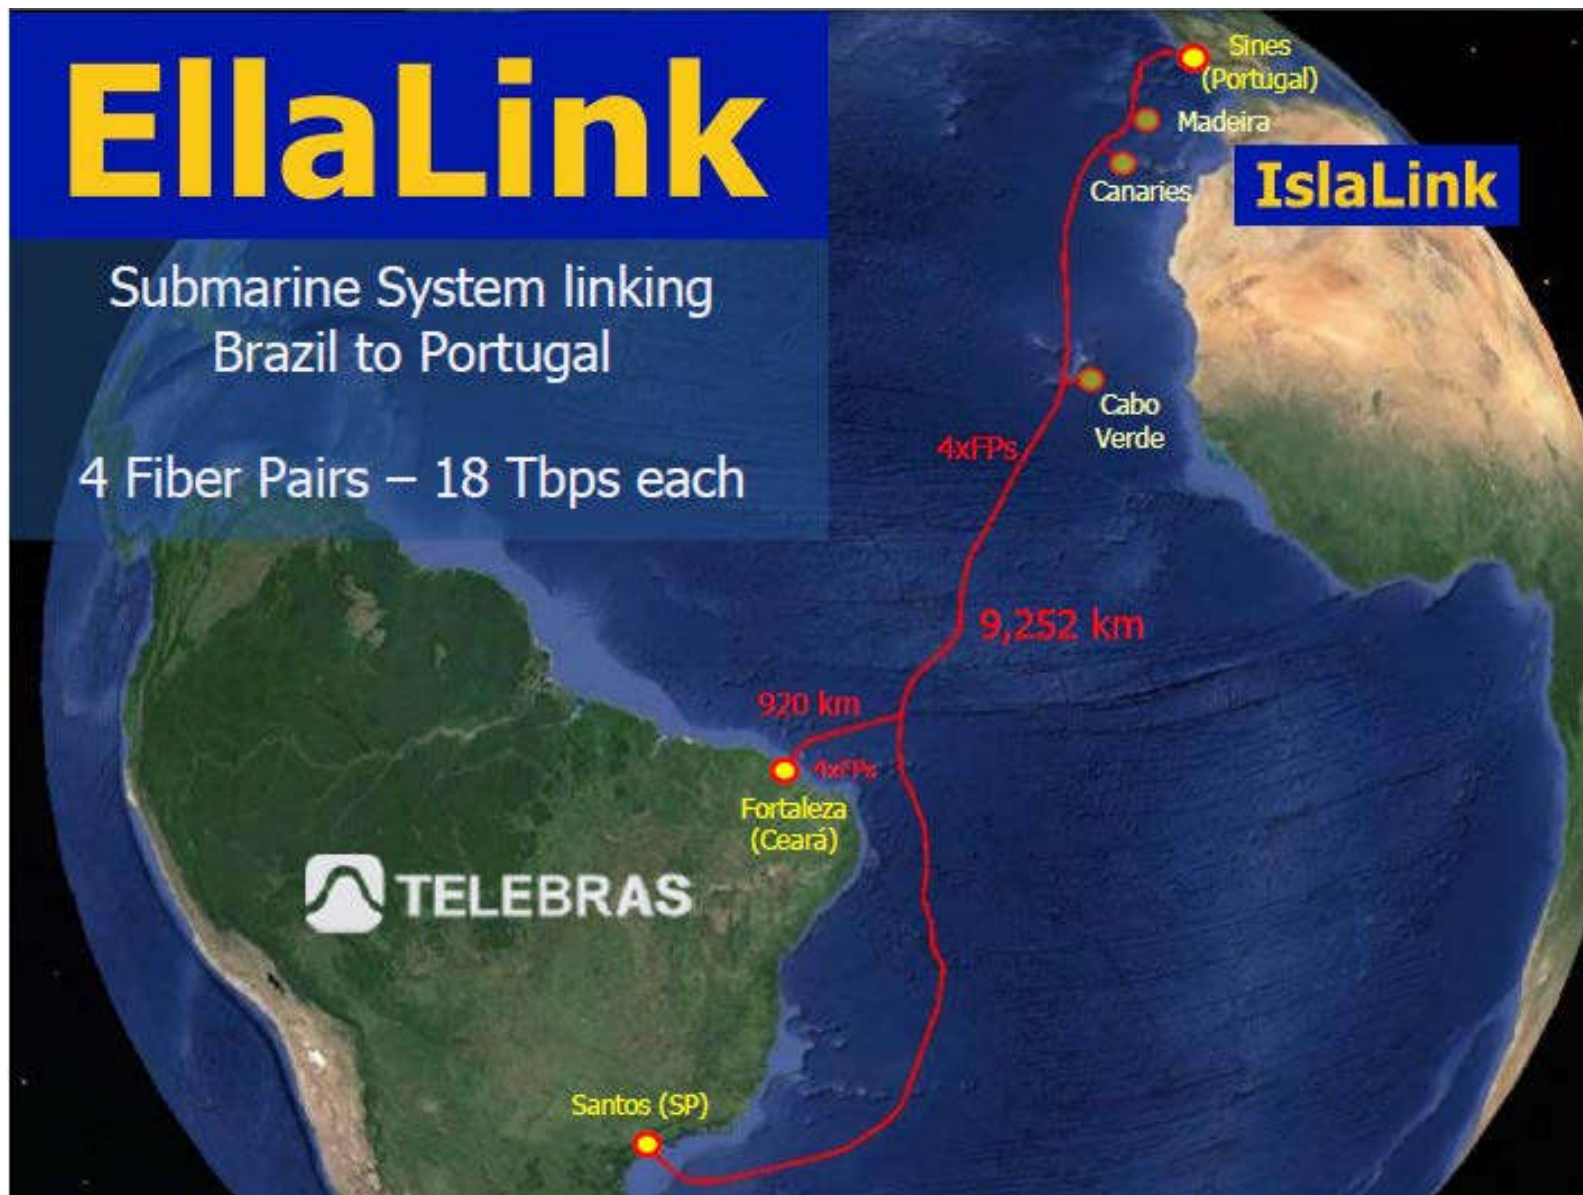 EllaLink
Submarine System linking
Brazil to Portugal
4 Fiber Pairs – 18 Tbps each
Sines
(Portugal)
Madeira
Canaries
IslaLink
Cabo
Verde
4xFPs
9,252 km
920 km
4xFPs
Fortaleza
(Ceará)
TELEBRAS
Santos (SP)